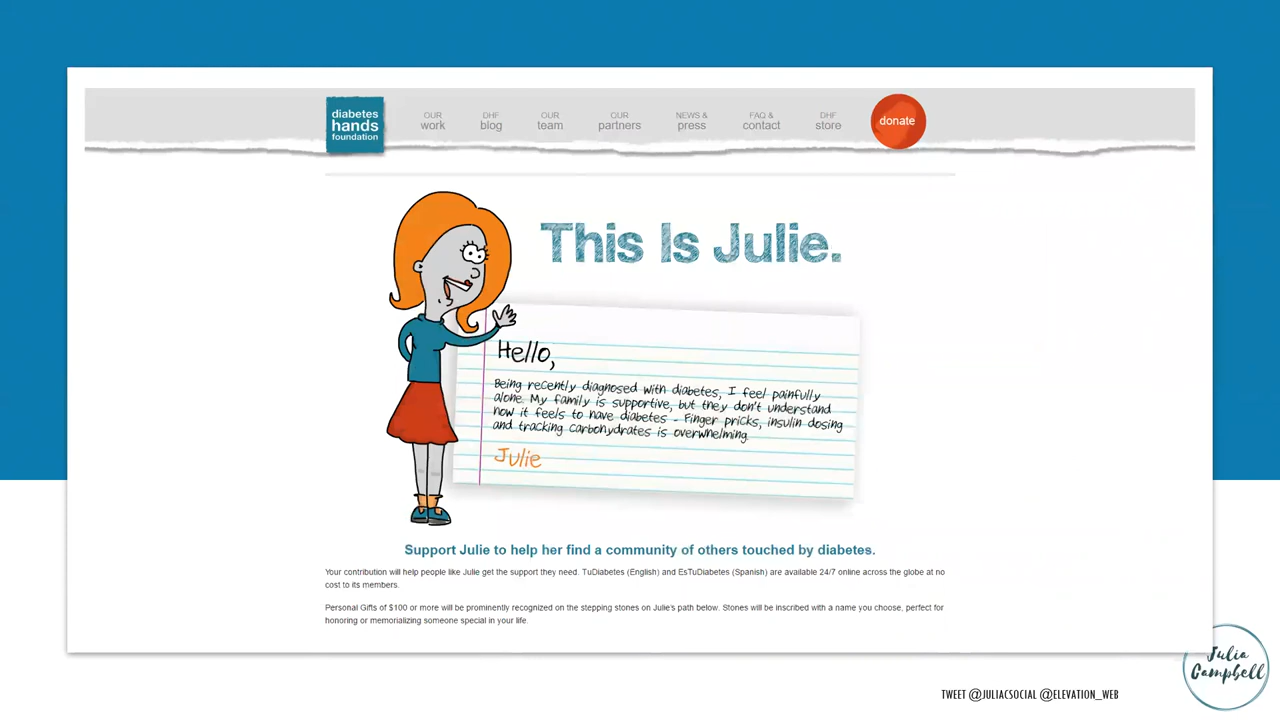 diabetes
hands
foundation
OUR
work
DHF
blog
OUR
team
OUR
partners
NEWS &
press
FAQ &
contact
DHF
store
donate
This Is Julie.
Hello,
Being recently diagnosed with diabetes, I feel painfully
alone. My family is supportive, but they don't understand
how it feels to have diabetes - Finger pricks, insulin dosing
and tracking carbohydrates is overwhelming.
Julie
Support Julie to help her find a community of others touched by diabetes.
Your contribution will help people like Julie get the support they need. TuDiabetes (English) and EsTuDiabetes (Spanish) are available 24/7 online across the globe at no
cost to its members.
Personal Gifts of $100 or more will be prominently recognized on the stepping stones on Julie's path below. Stones will be inscribed with a name you choose, perfect for
honoring or memorializing someone special in your life.
Julia
Campbell
TWEET @JULIACSOCIAL @ELEVATION_WEB